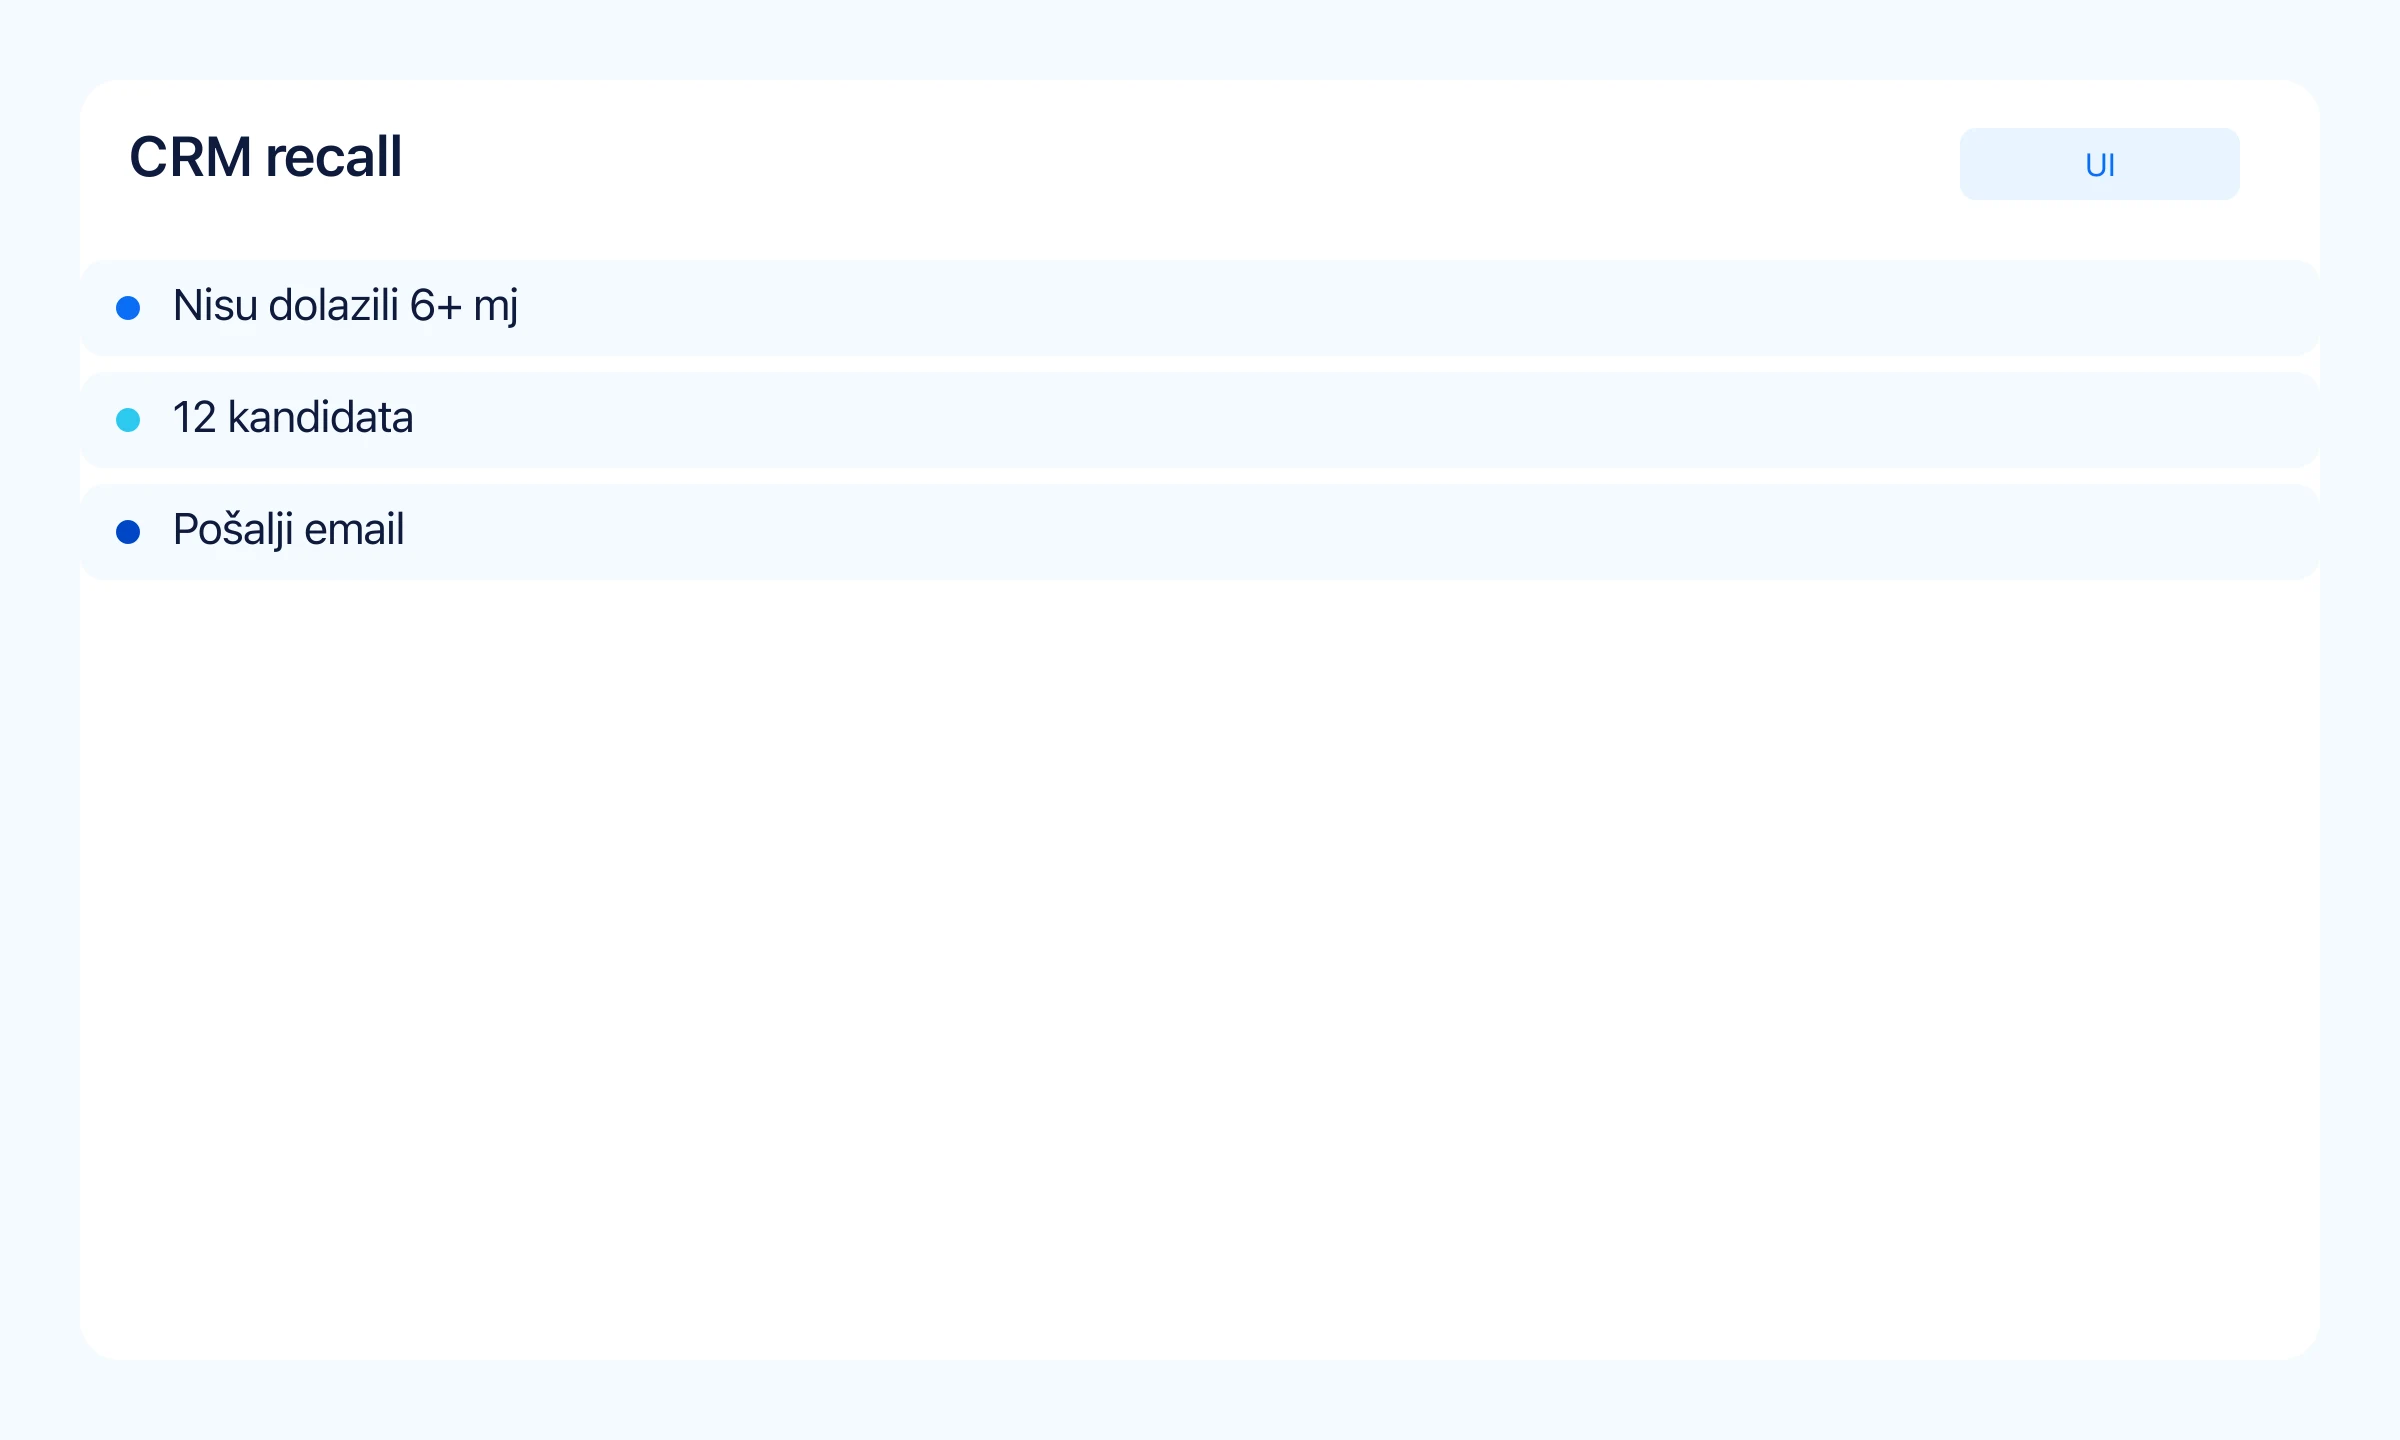 CRM recall
UI
Nisu dolazili 6+ mj
12 kandidata
Pošalji email